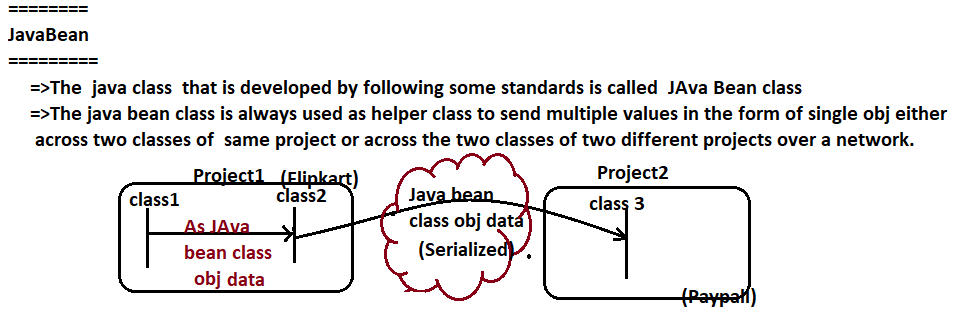 ========
JavaBean
=========
=>The java class that is developed by following some standards is called JAva Bean class
=>The java bean class is always used as helper class to send multiple values in the form of single obj either
across two classes of same project or across the two classes of two different projects over a network.
Project1 (Flipkart)
Project2
class1
class2
Java bean
class obj data
(Serialized) .
class 3
As JAva
bean class
obj data
(Paypall)